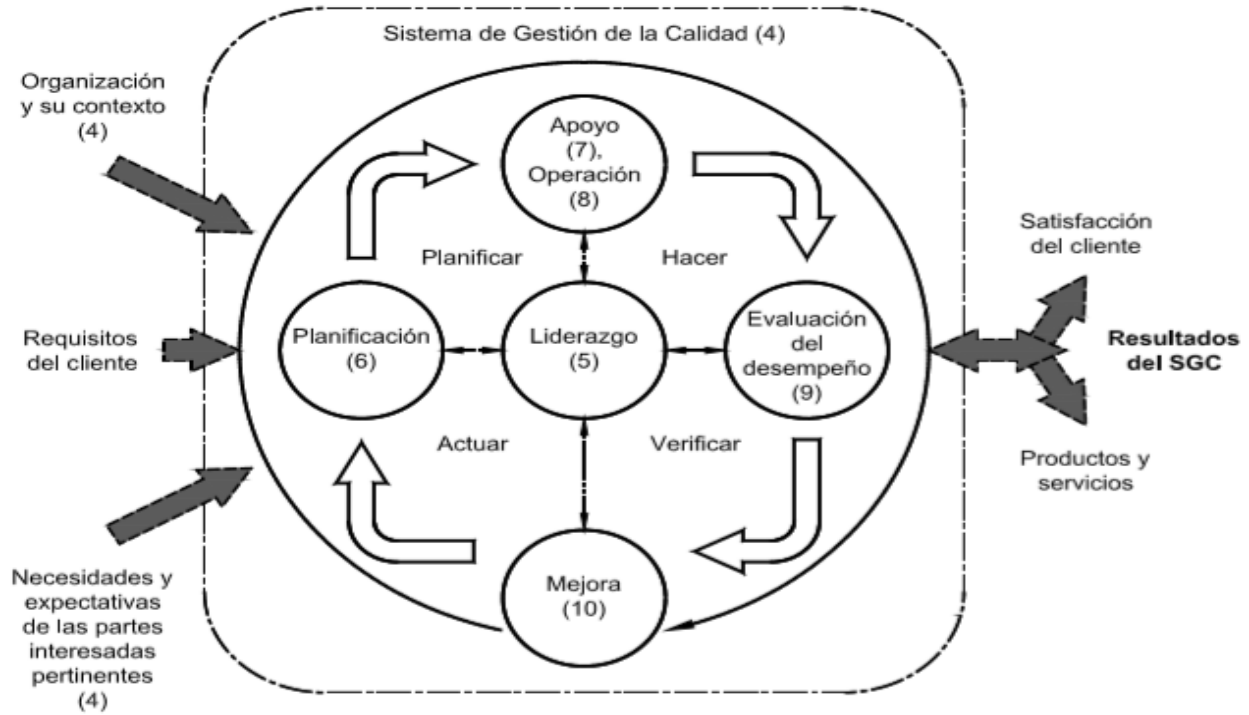 Sistema de Gestión de la Calidad (4)
Organización
y su contexto
(4)
Apoyo
(7),
Operación
(8)
Satisfacción
del cliente
Planificar
Hacer
Requisitos
del cliente
Planificación
(6)
Liderazgo
(5)
Evaluación
del
desempeño
(9)
Resultados
del SGC
Actuar
Verificar
Productos y
servicios
Mejora
(10)
Necesidades y
expectativas
de las partes
interesadas
pertinentes
(4)